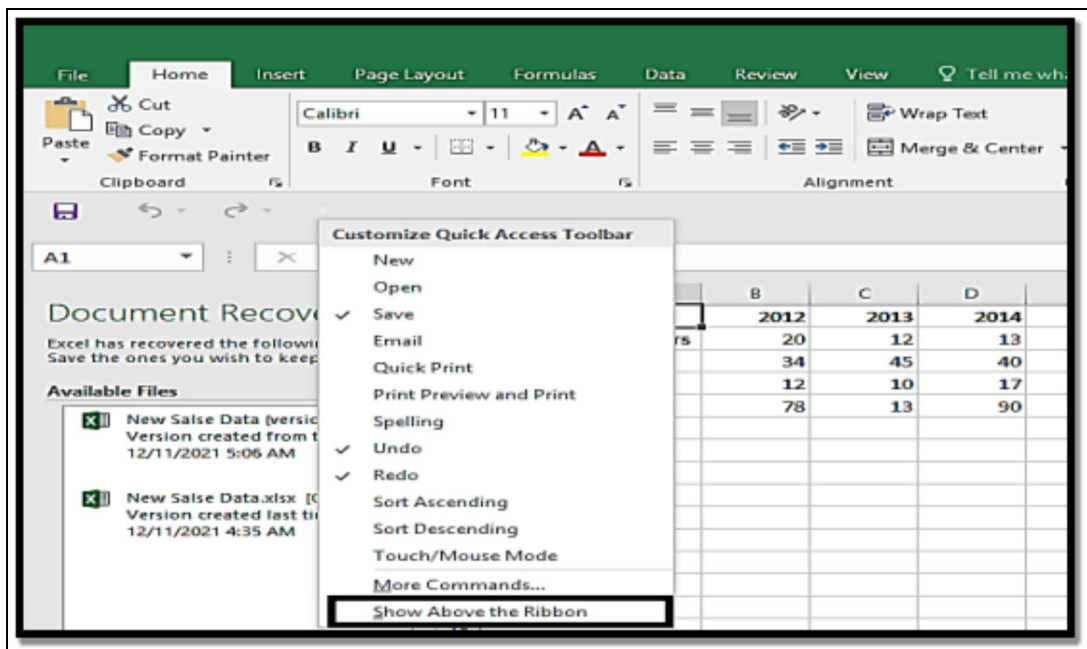 File Home Insert Page Layout Formulas Data Review View Tell me wh
Cut
Copy
Paste
Format Painter
Calibri 11 A A
B I U A
Wrap Text
Merge & Center
Clipboard Font Alignment
Customize Quick Access Toolbar
A1
New
Open
Save
Email
Quick Print
Print Preview and Print
Spelling
Undo
Redo
Sort Ascending
Sort Descending
Touch/Mouse Mode
More Commands...
Show Above the Ribbon
Document Recov
Excel has recovered the followi
Save the ones you wish to keep
Available Files
New Salse Data (versic
Version created from t
12/11/2021 5:06 AM
New Salse Data.xlsx [O
Version created last ti
12/11/2021 4:35 AM
B C D
2012 2013 2014
rs 20 12 13
34 45 40
12 10 17
78 13 90